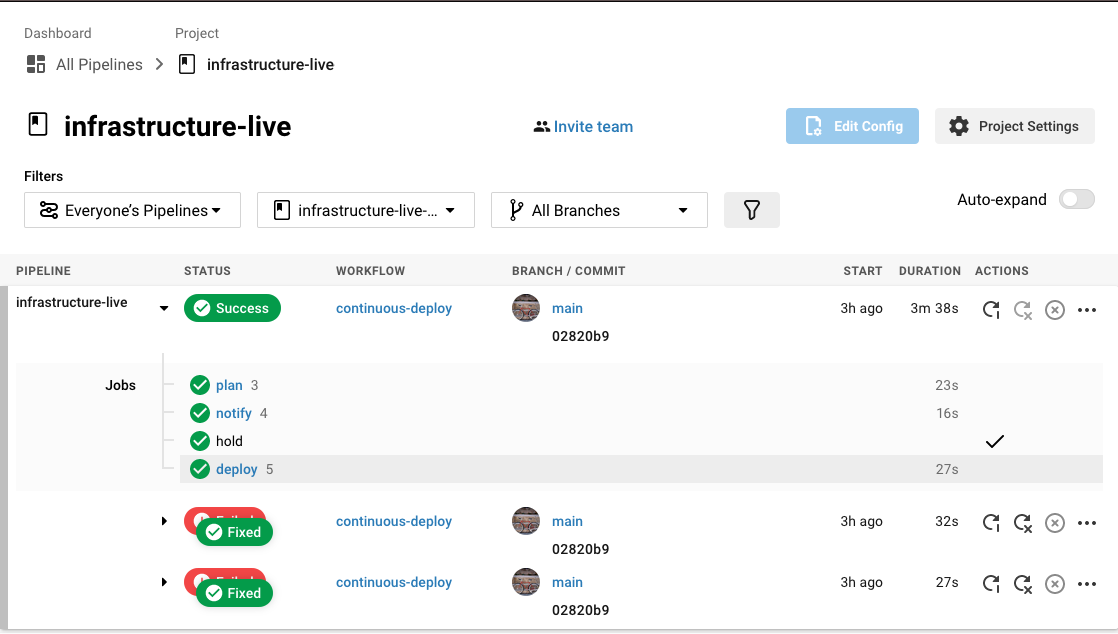 Dashboard Project
All Pipelines infrastructure-live
infrastructure-live Invite team Edit Config Project Settings
Filters
Everyone’s Pipelines infrastructure-live-... All Branches Auto-expand
PIPELINE STATUS WORKFLOW BRANCH / COMMIT START DURATION ACTIONS
infrastructure-live Success continuous-deploy main 3h ago 3m 38s
02820b9
Jobs plan 3 23s
notify 4 16s
hold
deploy 5 27s
Fixed continuous-deploy main 3h ago 32s
02820b9
Fixed continuous-deploy main 3h ago 27s
02820b9